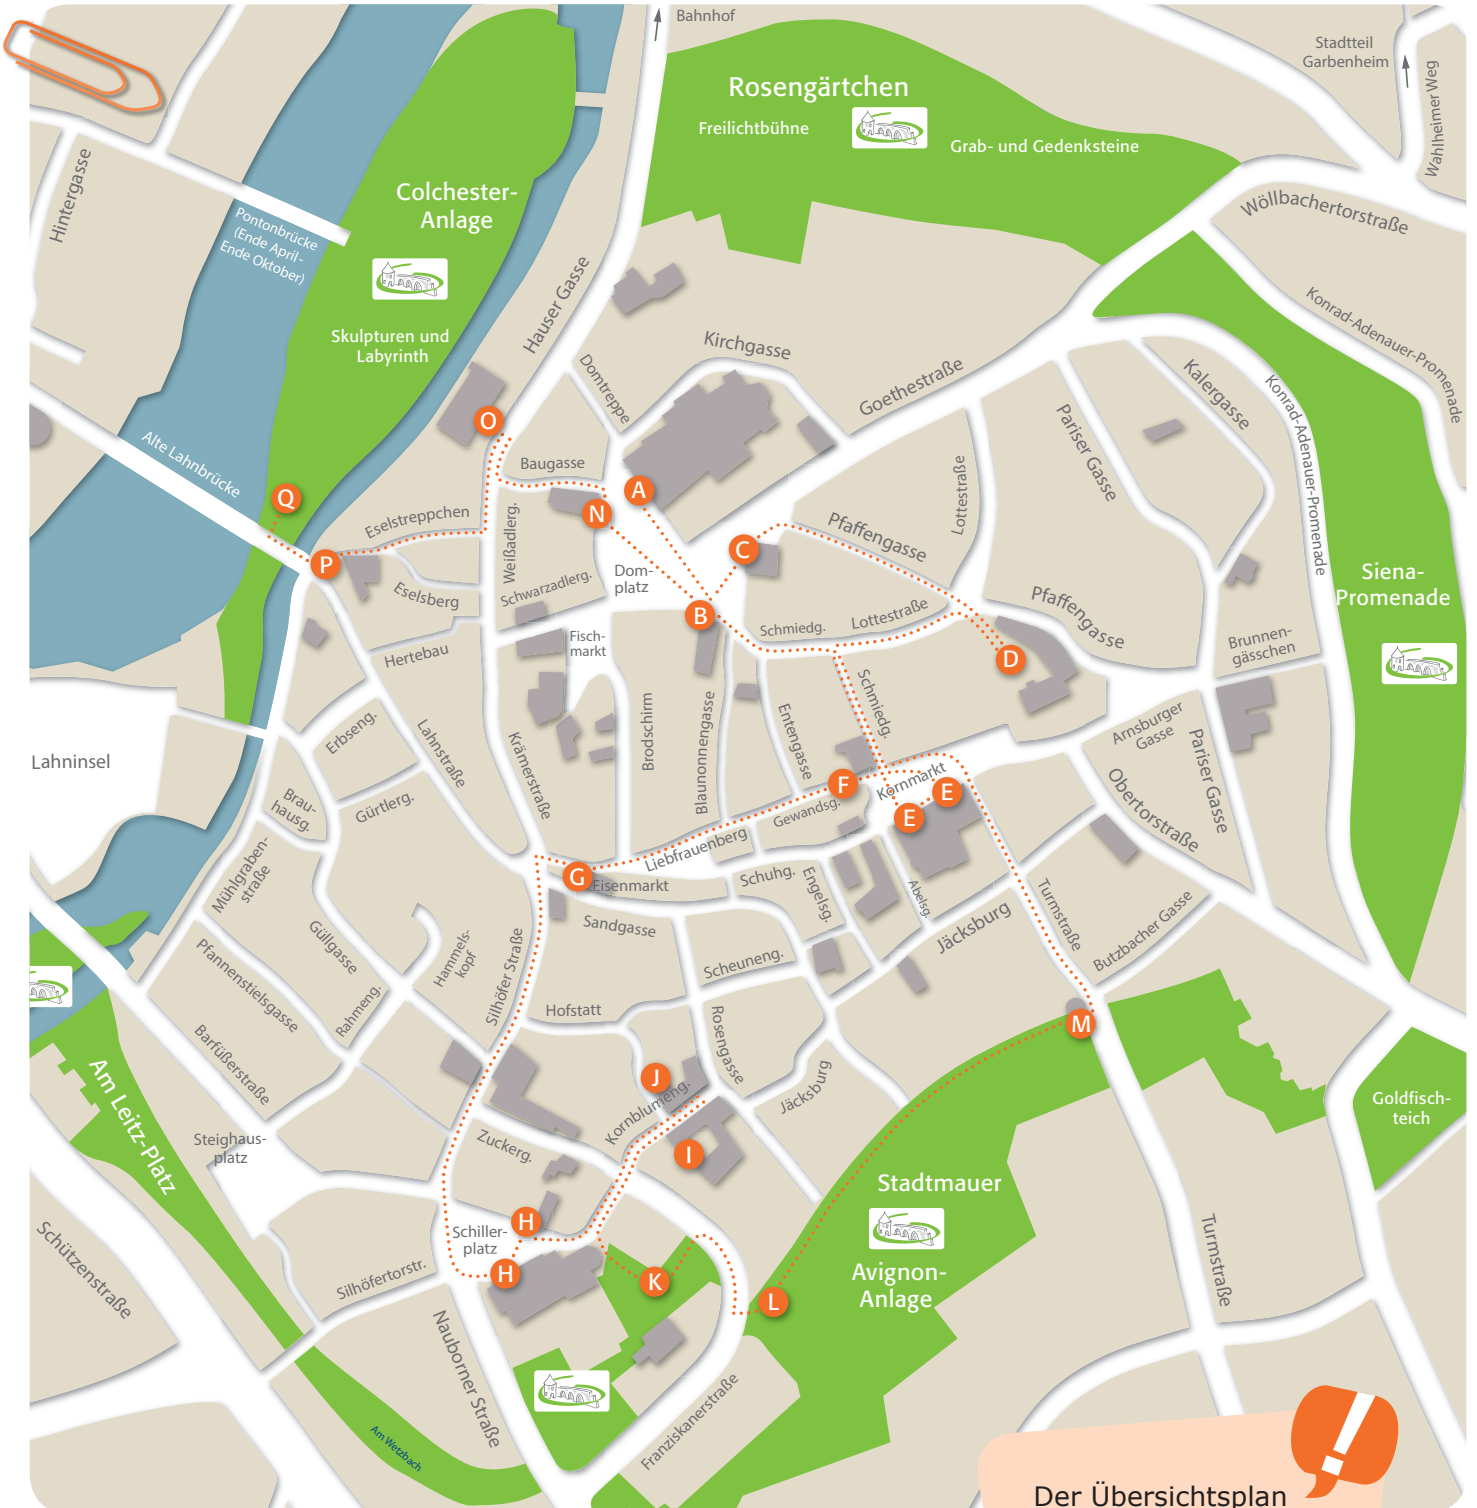 Bahnhof
Stadtteil
Garbenheim
Wahlheimer Weg
Rosengärtchen
Freilichtbühne
Grab- und Gedenksteine
Hintergasse
Colchester-
Anlage
Pontonbrücke
(Ende April -
Ende Oktober)
Wöllbachertorstraße
Skulpturen und
Labyrinth
Hauser Gasse
Kirchgasse
Domtreppe
Goethestraße
Konrad-Adenauer-Promenade
Kalergasse
Konrad-Adenauer-Promenade
Pariser Gasse
O
Alte Lahnbrücke
Baugasse
Q
A
N
Lottestraße
Eselstreppchen
Weißadlerg.
Pfaffengasse
C
P
Dom-
platz
Schwarzadlerg.
Eselsberg
B
Siena-
Promenade
Schmiedg.
Lottestraße
Pfaffengasse
Fisch-
markt
Hertebau
D
Brunnen-
gässchen
Schmiedg.
Erbseng.
Lahnstraße
Krämerstraße
Brodschirm
Blaunonnengasse
Entengasse
Arnsburger
Gasse
Pariser Gasse
Lahninsel
Obertorstraße
F
Kornmarkt
E
E
Brau-
hausg.
Gürtlerg.
Gewandsg.
Liebfrauenberg
G
Eisenmarkt
Schuhg.
Engelsg.
Abelsg.
Mühlgraben-
straße
Sandgasse
Jäcksburg
Turmstraße
Butzbacher Gasse
Güllgasse
Hammels-
kopf
Silhöfer Straße
Scheuneng.
Pfannenstielsgasse
Rahmeng.
Hofstatt
Rosengasse
M
Barfüßerstraße
Am Leitz-Platz
J
Jäcksburg
Kornblumeng.
Goldfisch-
teich
Steighaus-
platz
Zuckerg.
I
Stadtmauer
Schützenstraße
H
Schiller-
platz
Turmstraße
H
Silhöfertorstr.
K
L
Avignon-
Anlage
Nauborner Straße
Franziskanerstraße
Am Wetzbach
Der Übersichtsplan